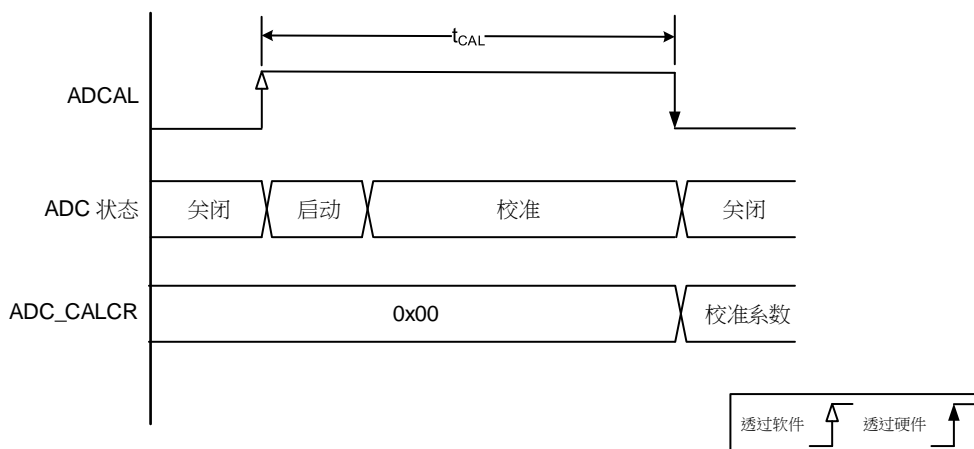 t_CAL
ADCAL
ADC 状态 关闭 启动 校准 关闭
ADC_CALCR 0x00 校准系数
透过软件 透过硬件